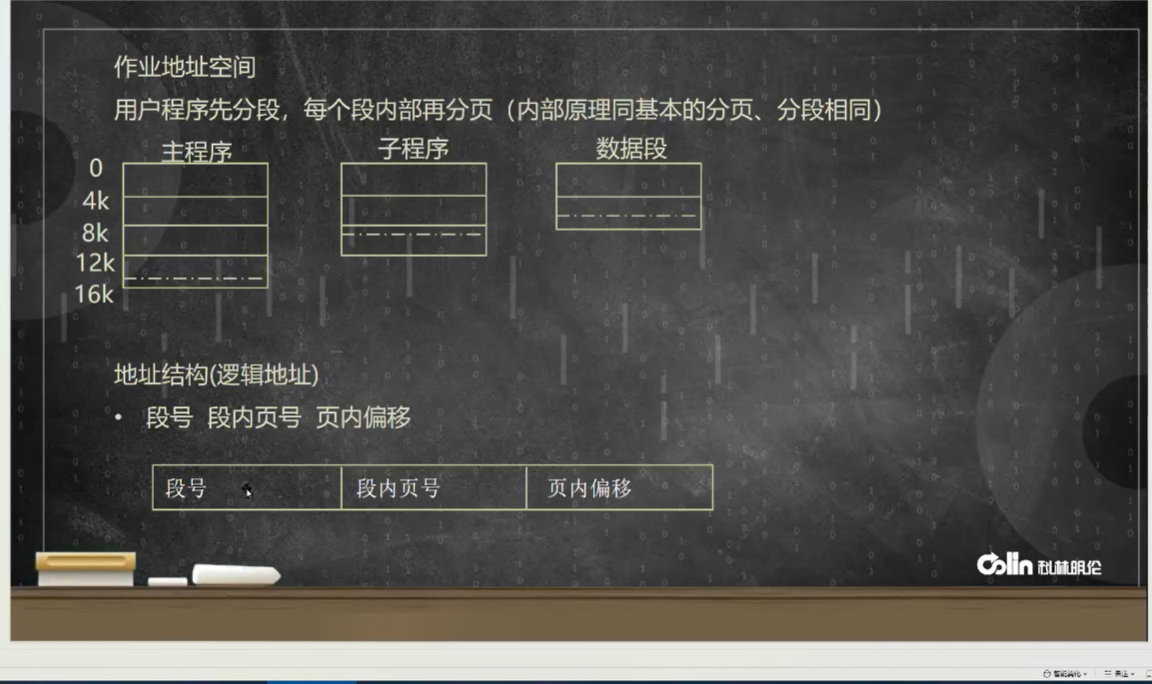 作业地址空间
用户程序先分段，每个段内部再分页（内部原理同基本的分页、分段相同）
主程序 子程序 数据段
0
4k
8k
12k
16k
地址结构(逻辑地址)
• 段号 段内页号 页内偏移
段号 段内页号 页内偏移
Colin 科林明伦